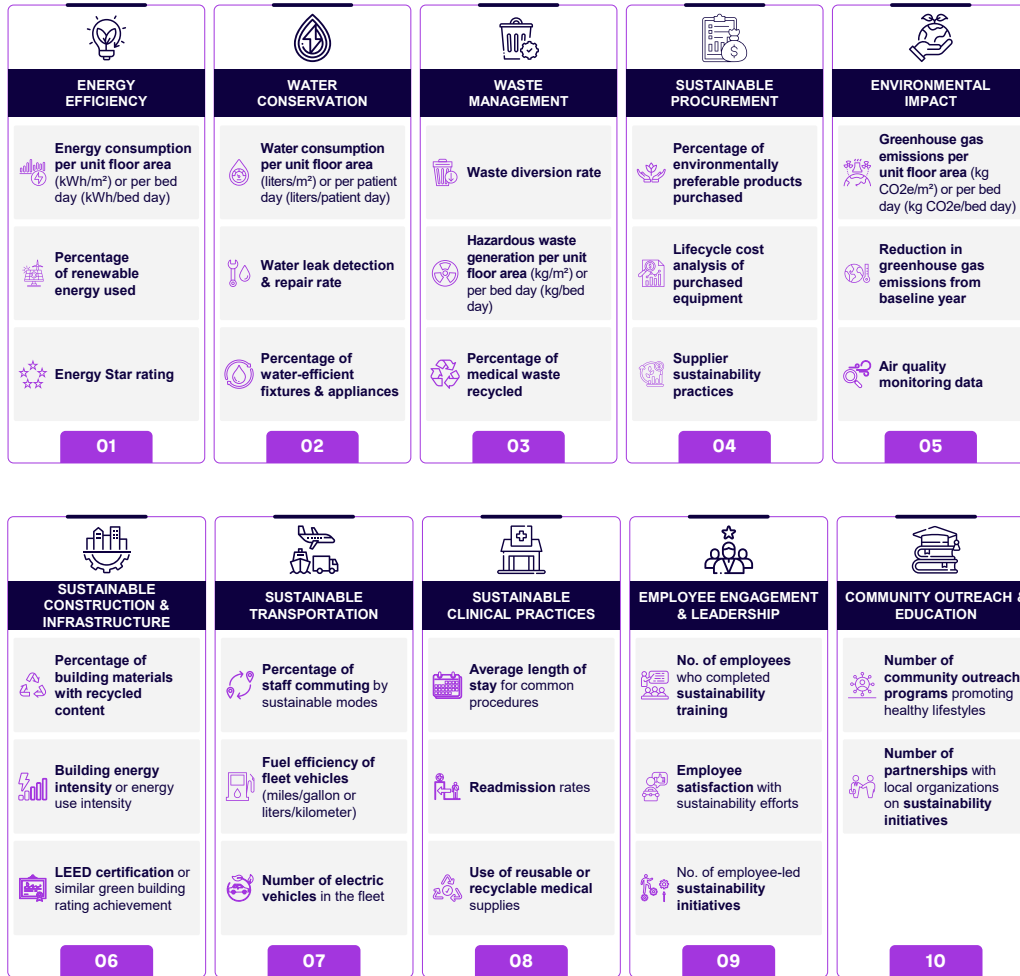 ENERGY
EFFICIENCY
Energy consumption
per unit floor area
(kWh/m²) or per bed
day (kWh/bed day)
Percentage
of renewable
energy used
Energy Star rating
01
WATER
CONSERVATION
Water consumption
per unit floor area
(liters/m²) or per patient
day (liters/patient day)
Water leak detection
& repair rate
Percentage of
water-efficient
fixtures & appliances
02
WASTE
MANAGEMENT
Waste diversion rate
Hazardous waste
generation per unit
floor area (kg/m²) or
per bed day (kg/bed
day)
Percentage of
medical waste
recycled
03
SUSTAINABLE
PROCUREMENT
Percentage of
environmentally
preferable products
purchased
Lifecycle cost
analysis of
purchased
equipment
Supplier
sustainability
practices
04
ENVIRONMENTAL
IMPACT
Greenhouse gas
emissions per
unit floor area (kg
CO2e/m²) or per bed
day (kg CO2e/bed day)
Reduction in
greenhouse gas
emissions from
baseline year
Air quality
monitoring data
05
SUSTAINABLE
CONSTRUCTION &
INFRASTRUCTURE
Percentage of
building materials
with recycled
content
Building energy
intensity or energy
use intensity
LEED certification or
similar green building
rating achievement
06
SUSTAINABLE
TRANSPORTATION
Percentage of
staff commuting by
sustainable modes
Fuel efficiency of
fleet vehicles
(miles/gallon or
liters/kilometer)
Number of electric
vehicles in the fleet
07
SUSTAINABLE
CLINICAL PRACTICES
Average length of
stay for common
procedures
Readmission rates
Use of reusable or
recyclable medical
supplies
08
EMPLOYEE ENGAGEMENT
& LEADERSHIP
No. of employees
who completed
sustainability
training
Employee
satisfaction with
sustainability efforts
No. of employee-led
sustainability
initiatives
09
COMMUNITY OUTREACH &
EDUCATION
Number of
community outreach
programs promoting
healthy lifestyles
Number of
partnerships with
local organizations
on sustainability
initiatives
10